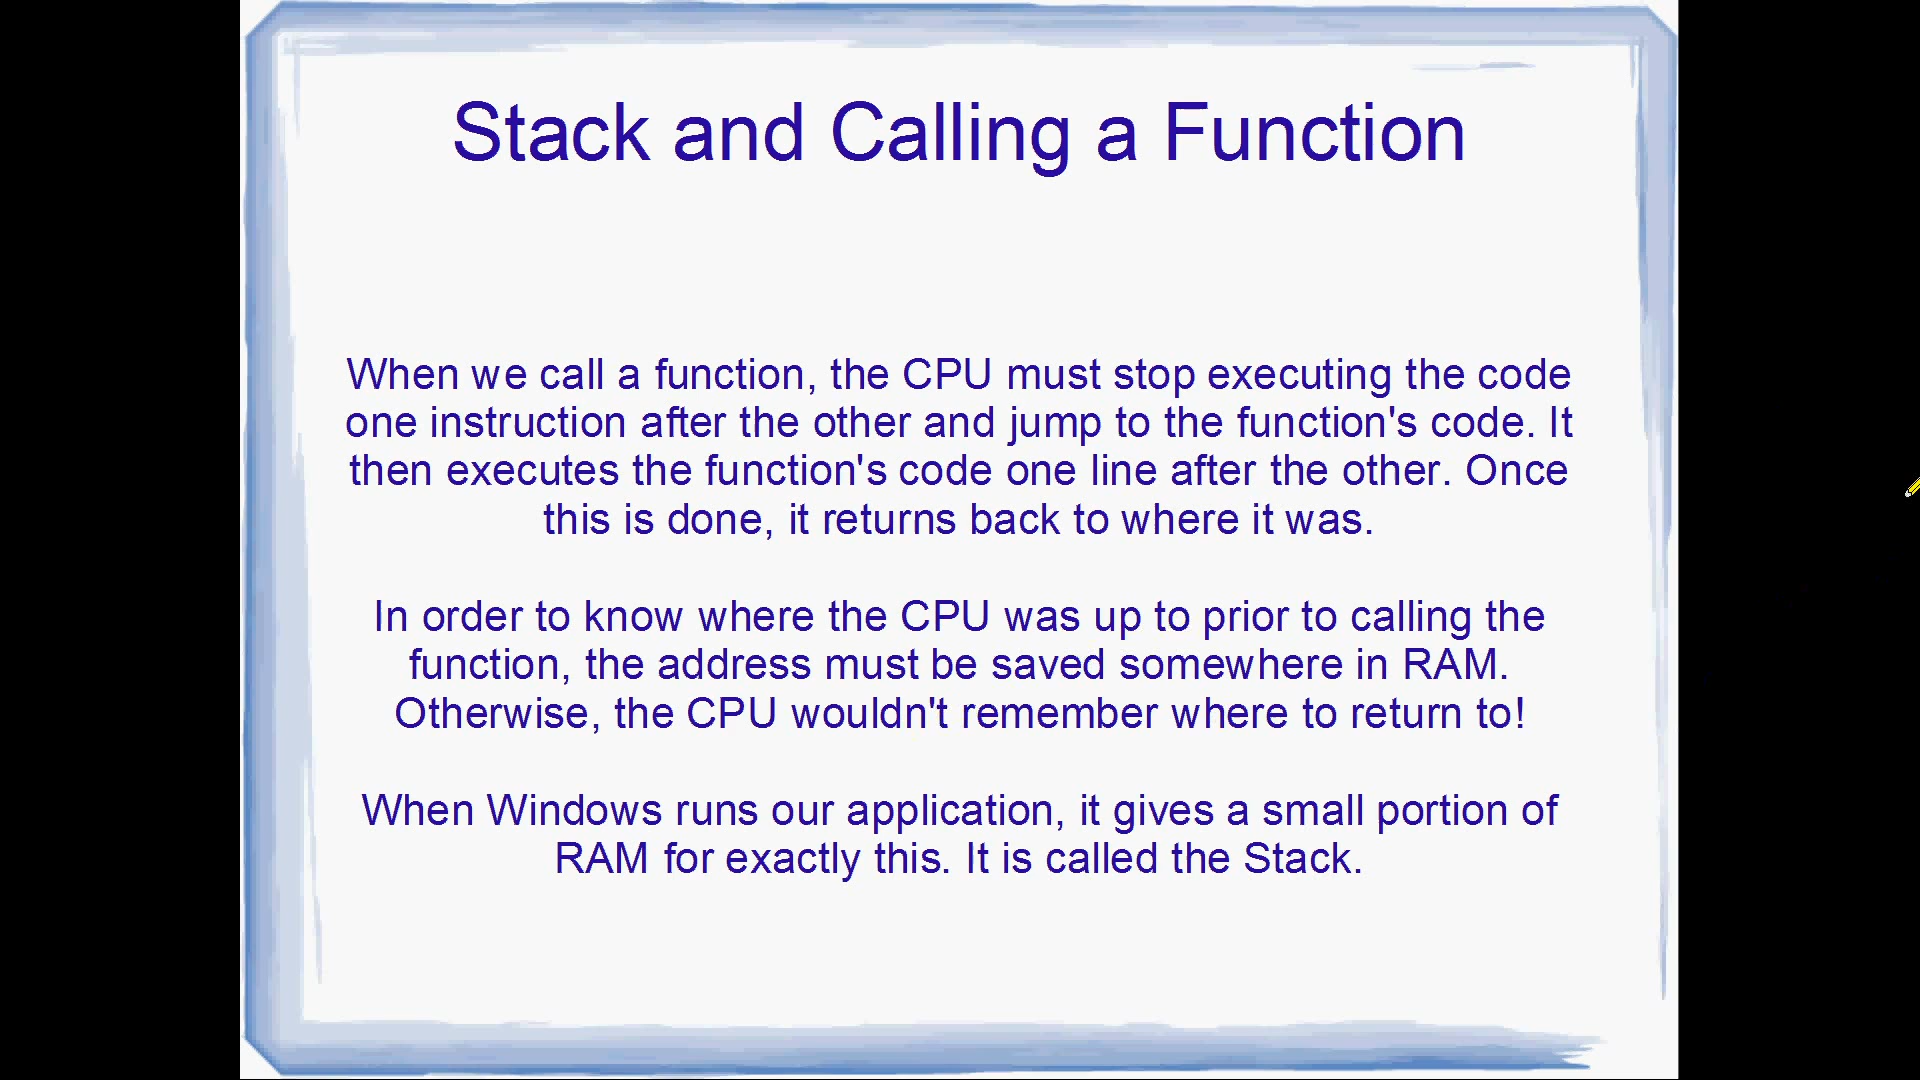 Stack and Calling a Function
When we call a function, the CPU must stop executing the code
one instruction after the other and jump to the function's code. It
then executes the function's code one line after the other. Once
this is done, it returns back to where it was.
In order to know where the CPU was up to prior to calling the
function, the address must be saved somewhere in RAM.
Otherwise, the CPU wouldn't remember where to return to!
When Windows runs our application, it gives a small portion of
RAM for exactly this. It is called the Stack.